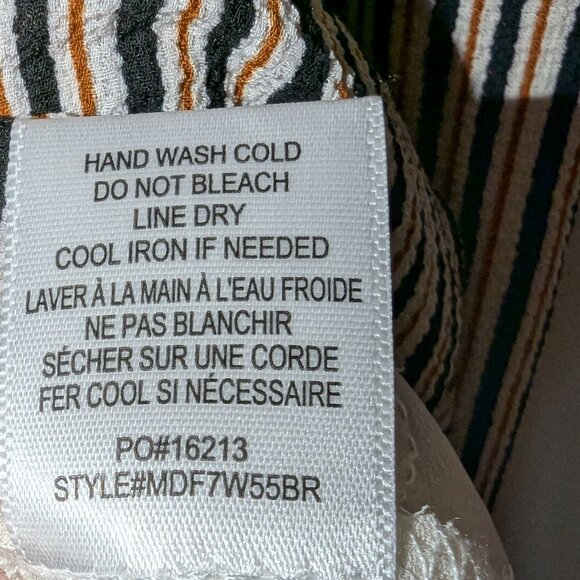 HAND WASH COLD
DO NOT BLEACH
LINE DRY
COOL IRON IF NEEDED
LAVER À LA MAIN À L'EAU FROIDE
NE PAS BLANCHIR
SÉCHER SUR UNE CORDE
FER COOL SI NÉCESSAIRE
PO#16213
STYLE#MDF7W55BR